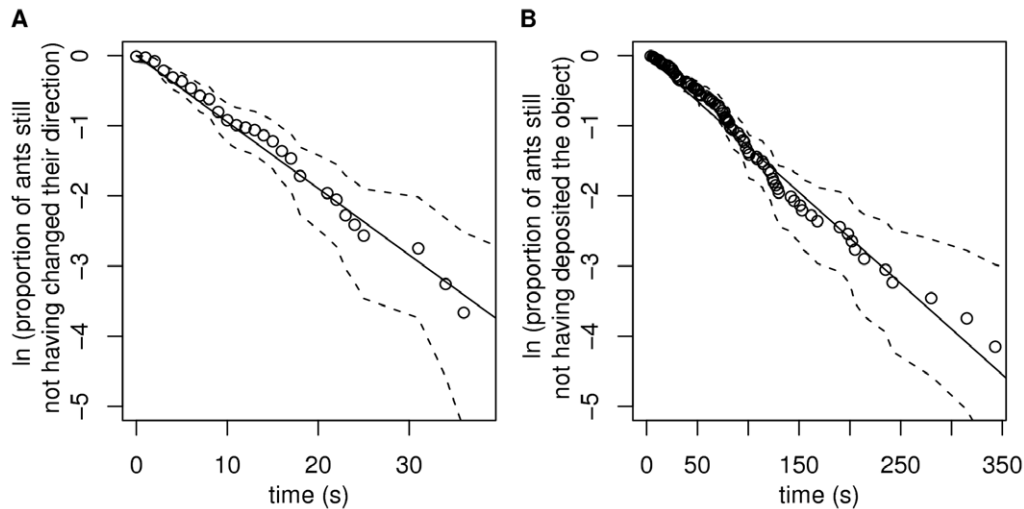 A
ln (proportion of ants still
not having changed their direction)
0
−1
−2
−3
−4
−5
0 10 20 30
time (s)
B
ln (proportion of ants still
not having deposited the object)
0
−1
−2
−3
−4
−5
0 50 150 250 350
time (s)